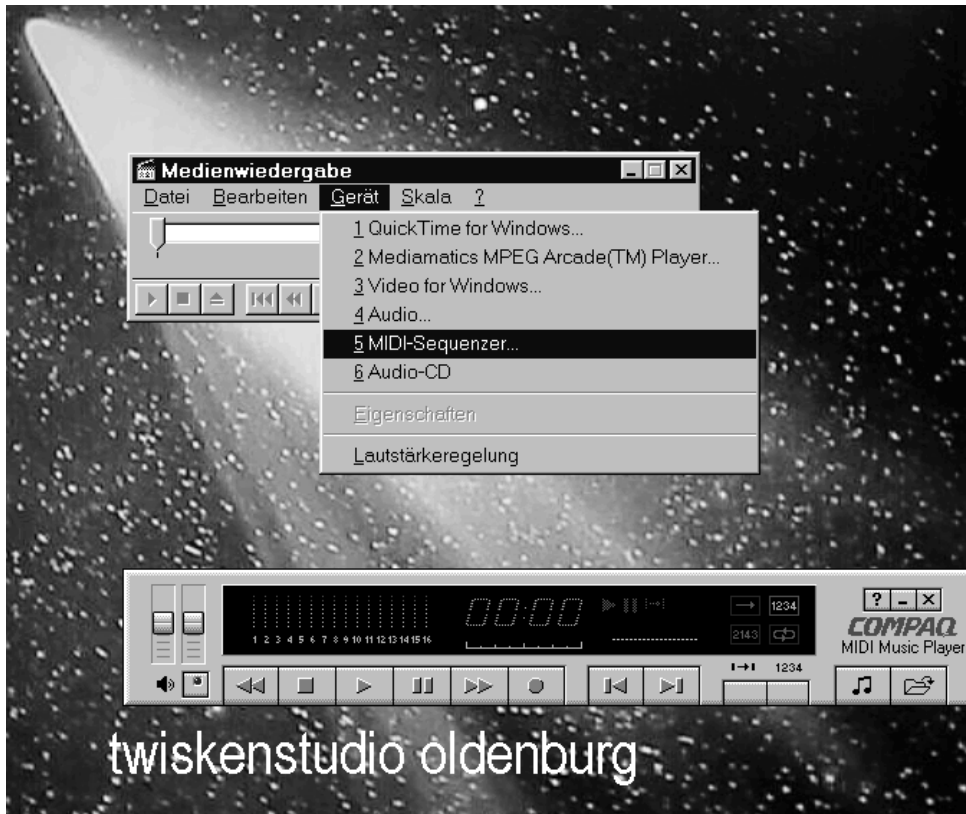 Medienwiedergabe
Datei Bearbeiten Gerät Skala ?
1 QuickTime for Windows...
2 Mediamatics MPEG Arcade(TM) Player...
3 Video for Windows...
4 Audio...
5 MIDI-Sequenzer...
6 Audio-CD
Eigenschaften
Lautstärkeregelung
00:00
1234
?
1 2 3 4 5 6 7 8 9 10 11 12 13 14 15 16
2143
COMPAQ
MIDI Music Player
1234
twiskenstudio oldenburg